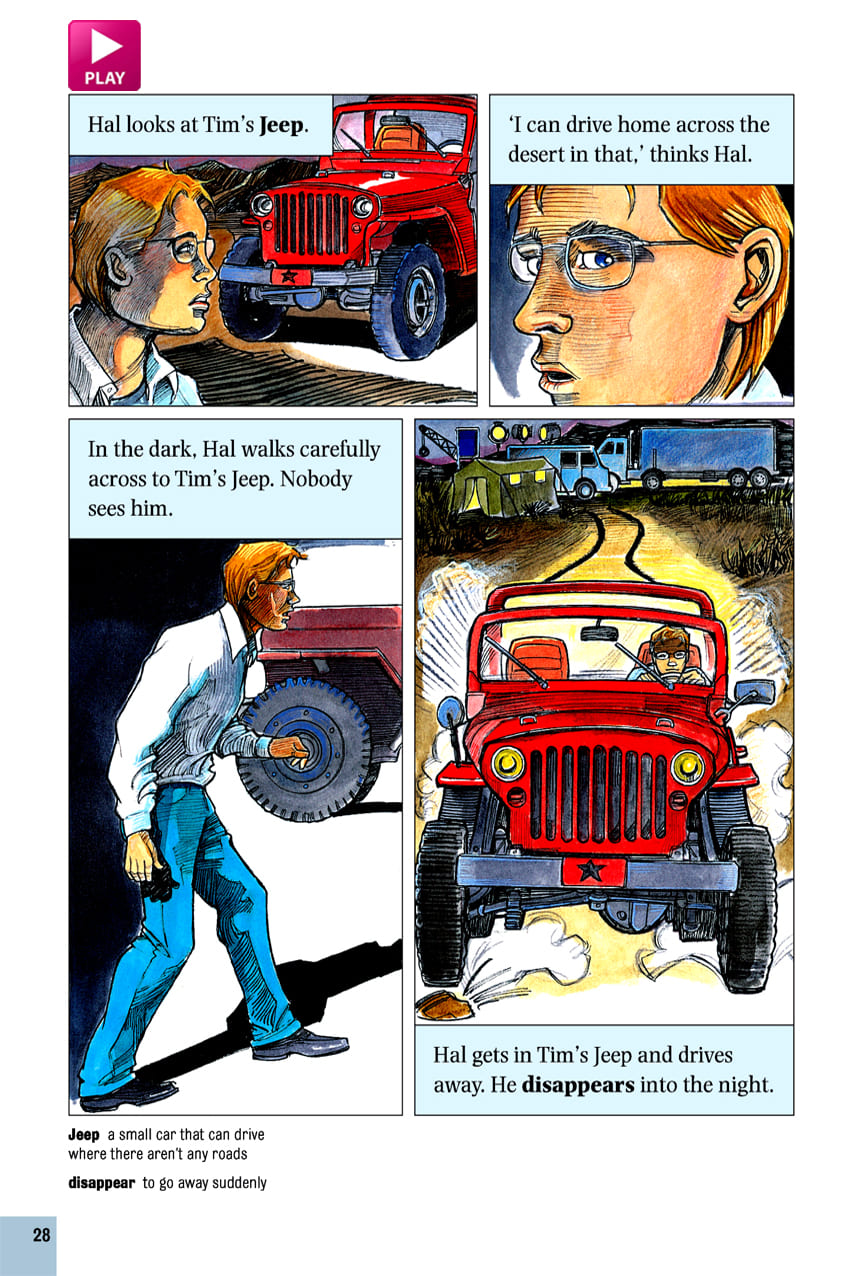 PLAY
Hal looks at Tim’s Jeep.
‘I can drive home across the
desert in that,’ thinks Hal.
In the dark, Hal walks carefully
across to Tim’s Jeep. Nobody
sees him.
Hal gets in Tim’s Jeep and drives
away. He disappears into the night.
Jeep a small car that can drive
where there aren’t any roads
disappear to go away suddenly
28